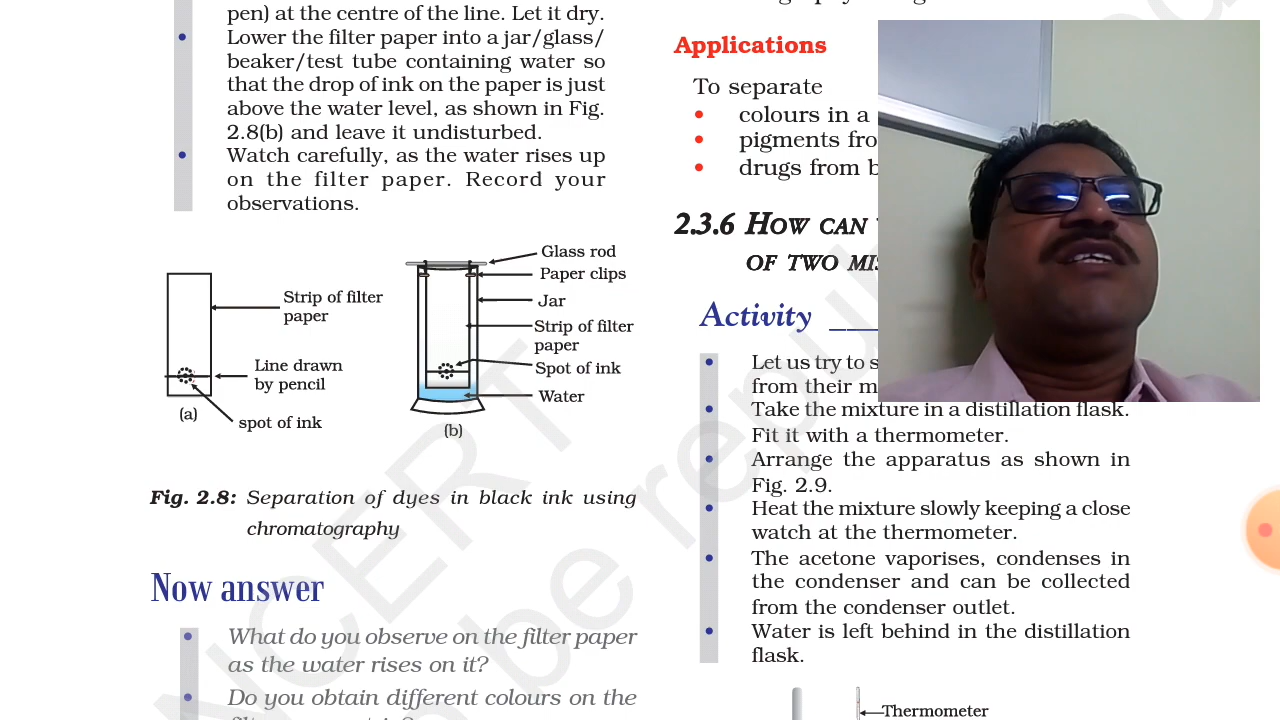 pen) at the centre of the line. Let it dry.
Lower the filter paper into a jar/glass/
beaker/test tube containing water so
that the drop of ink on the paper is just
above the water level, as shown in Fig.
2.8(b) and leave it undisturbed.
Watch carefully, as the water rises up
on the filter paper. Record your
observations.
Strip of filter
paper
Line drawn
by pencil
spot of ink
(a)
Glass rod
Paper clips
Jar
Strip of filter
paper
Spot of ink
Water
(b)
Fig. 2.8: Separation of dyes in black ink using
chromatography
Now answer
What do you observe on the filter paper
as the water rises on it?
Do you obtain different colours on the
Applications
To separate
colours in a
pigments
drugs from
2.3.6 HOW CAN
OF TWO
Activity
Let us try to
from their
Take the mixture in a distillation flask.
Fit it with a thermometer.
Arrange the apparatus as shown in
Fig. 2.9.
Heat the mixture slowly keeping a close
watch at the thermometer.
The acetone vaporises, condenses in
the condenser and can be collected
from the condenser outlet.
Water is left behind in the distillation
flask.
Thermometer
NCERT
be